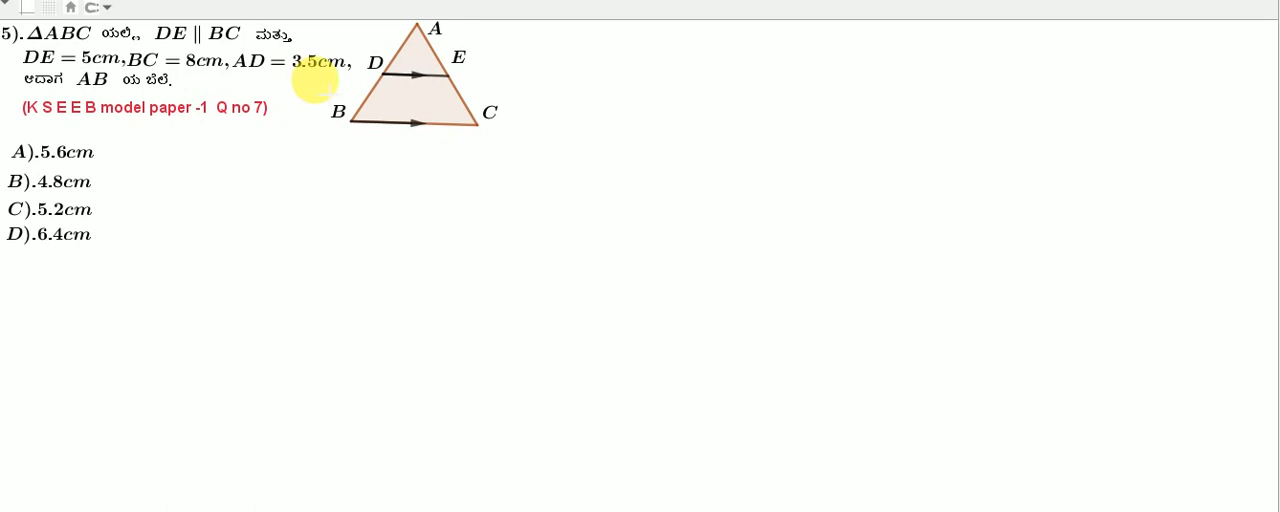 5).ΔABC ಯಲ್ಲಿ, DE || BC ಮತ್ತು
DE = 5cm,BC = 8cm, AD = 3.5cm,
ಆದಾಗ AB ಯ ಬೆಲೆ.
(K S E E B model paper -1 Q no 7)
A
D
E
B
C
A).5.6cm
B).4.8cm
C).5.2cm
D).6.4cm